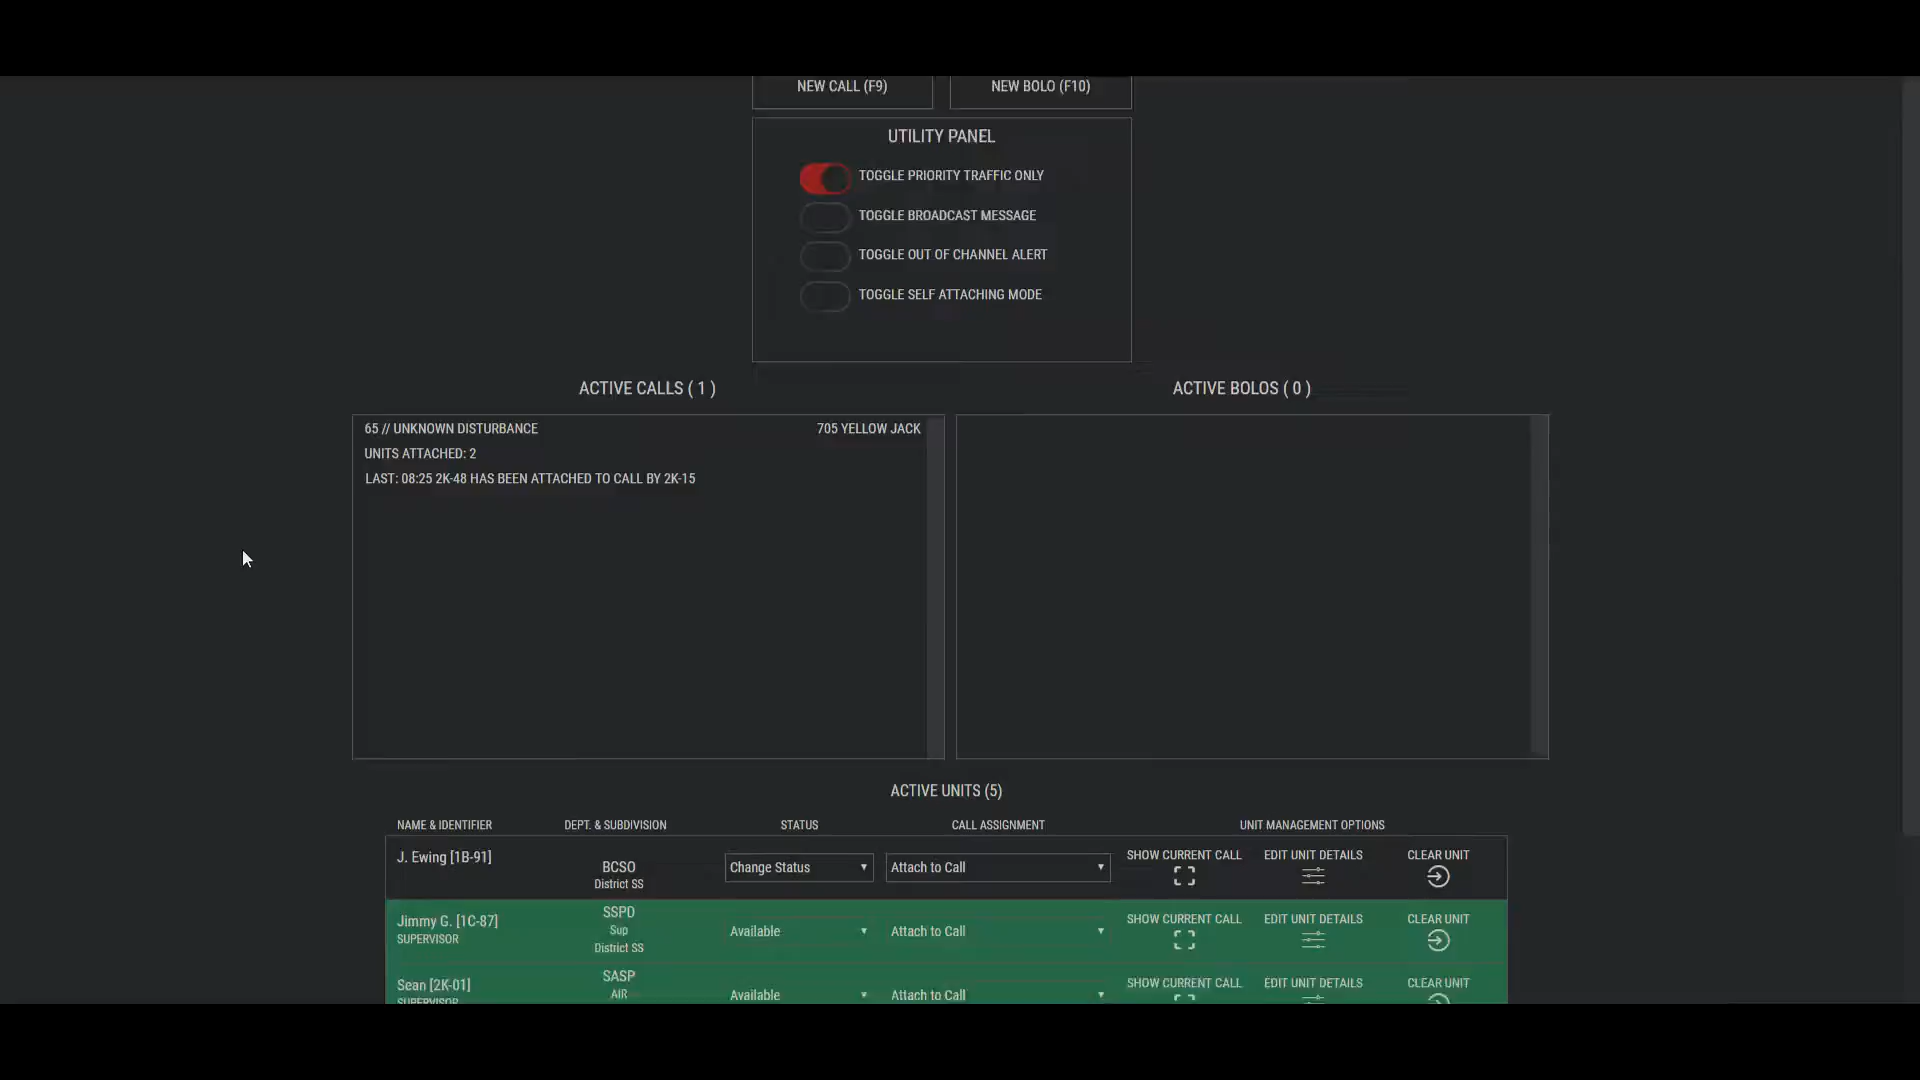 NEW CALL (F9) NEW BOLO (F10)
UTILITY PANEL
TOGGLE PRIORITY TRAFFIC ONLY
TOGGLE BROADCAST MESSAGE
TOGGLE OUT OF CHANNEL ALERT
TOGGLE SELF ATTACHING MODE
ACTIVE CALLS ( 1 ) ACTIVE BOLOS ( 0 )
65 // UNKNOWN DISTURBANCE 705 YELLOW JACK
UNITS ATTACHED: 2
LAST: 08:25 2K-48 HAS BEEN ATTACHED TO CALL BY 2K-15
ACTIVE UNITS (5)
NAME & IDENTIFIER DEPT. & SUBDIVISION STATUS CALL ASSIGNMENT UNIT MANAGEMENT OPTIONS
J. Ewing [1B-91] BCSO Change Status Attach to Call SHOW CURRENT CALL EDIT UNIT DETAILS CLEAR UNIT
District SS
Jimmy G. [1C-87] SSPD Available Attach to Call SHOW CURRENT CALL EDIT UNIT DETAILS CLEAR UNIT
SUPERVISOR Sup
District SS
Sean [2K-01] SASP Available Attach to Call SHOW CURRENT CALL EDIT UNIT DETAILS CLEAR UNIT
SUPERVISOR AIR